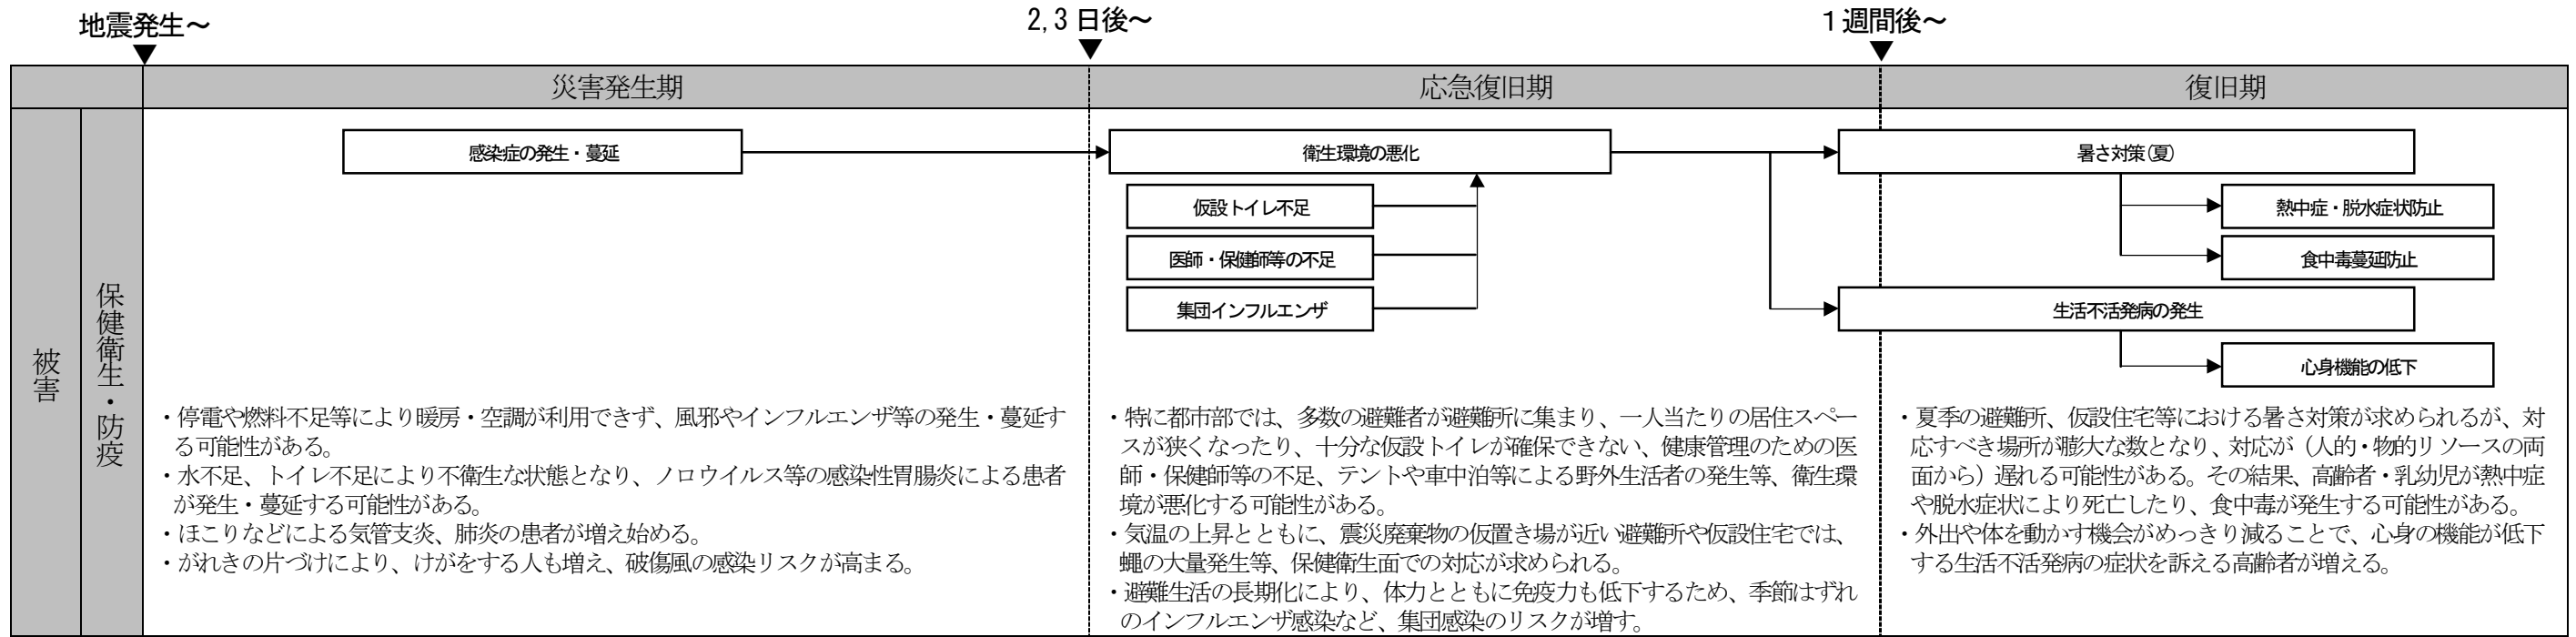 地震発生～
2,3 日後～
１週間後～
災害発生期
応急復旧期
復旧期
被害
保健衛生・防疫
感染症の発生・蔓延
衛生環境の悪化
仮設トイレ不足
医師・保健師等の不足
集団インフルエンザ
暑さ対策(夏)
熱中症・脱水症状防止
食中毒蔓延防止
生活不活発病の発生
心身機能の低下
・停電や燃料不足等により暖房・空調が利用できず、風邪やインフルエンザ等の発生・蔓延す
る可能性がある。
・水不足、トイレ不足により不衛生な状態となり、ノロウイルス等の感染性胃腸炎による患者
が発生・蔓延する可能性がある。
・ほこりなどによる気管支炎、肺炎の患者が増え始める。
・がれきの片づけにより、けがをする人も増え、破傷風の感染リスクが高まる。
・特に都市部では、多数の避難者が避難所に集まり、一人当たりの居住スペー
スが狭くなったり、十分な仮設トイレが確保できない、健康管理のための医
師・保健師等の不足、テントや車中泊等による野外生活者の発生等、衛生環
境が悪化する可能性がある。
・気温の上昇とともに、震災廃棄物の仮置き場が近い避難所や仮設住宅では、
蠅の大量発生等、保健衛生面での対応が求められる。
・避難生活の長期化により、体力とともに免疫力も低下するため、季節はずれ
のインフルエンザ感染など、集団感染のリスクが増す。
・夏季の避難所、仮設住宅等における暑さ対策が求められるが、対
応すべき場所が膨大な数となり、対応が（人的・物的リソースの両
面から）遅れる可能性がある。その結果、高齢者・乳幼児が熱中症
や脱水症状により死亡したり、食中毒が発生する可能性がある。
・外出や体を動かす機会がめっきり減ることで、心身の機能が低下
する生活不活発病の症状を訴える高齢者が増える。